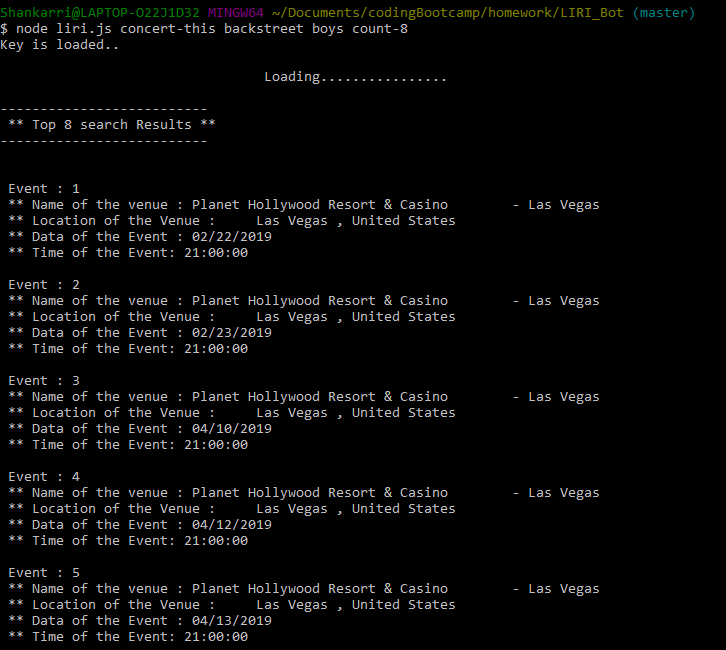 Shankarri@LAPTOP-O22J1D32 MINGW64 ~/Documents/codingBootcamp/homework/LIRI_Bot (master)
$ node liri.js concert-this backstreet boys count-8
Key is loaded..
Loading................
--------------------------
** Top 8 search Results **
--------------------------
Event : 1
** Name of the venue : Planet Hollywood Resort & Casino        - Las Vegas
** Location of the Venue :     Las Vegas , United States
** Data of the Event : 02/22/2019
** Time of the Event: 21:00:00
Event : 2
** Name of the venue : Planet Hollywood Resort & Casino        - Las Vegas
** Location of the Venue :     Las Vegas , United States
** Data of the Event : 02/23/2019
** Time of the Event: 21:00:00
Event : 3
** Name of the venue : Planet Hollywood Resort & Casino        - Las Vegas
** Location of the Venue :     Las Vegas , United States
** Data of the Event : 04/10/2019
** Time of the Event: 21:00:00
Event : 4
** Name of the venue : Planet Hollywood Resort & Casino        - Las Vegas
** Location of the Venue :     Las Vegas , United States
** Data of the Event : 04/12/2019
** Time of the Event: 21:00:00
Event : 5
** Name of the venue : Planet Hollywood Resort & Casino        - Las Vegas
** Location of the Venue :     Las Vegas , United States
** Data of the Event : 04/13/2019
** Time of the Event: 21:00:00